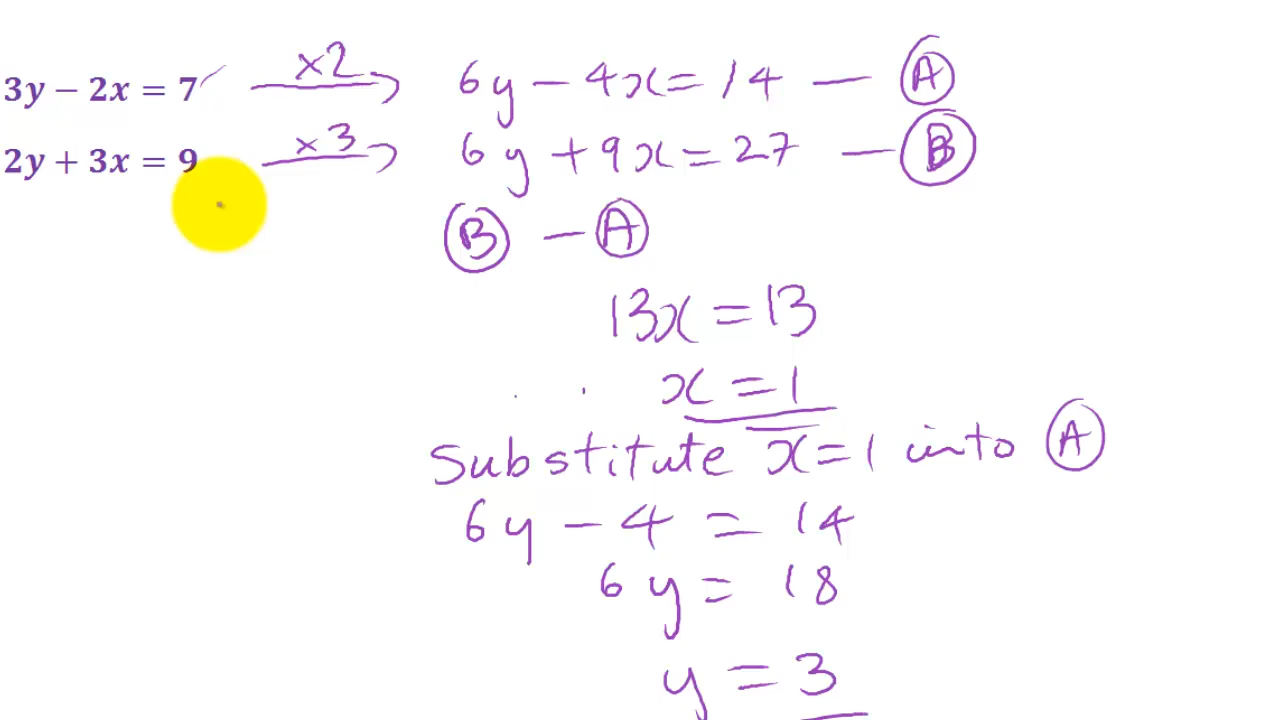 3y − 2x = 7 ×2 6y − 4x = 14 — A
2y + 3x = 9 ×3 6y + 9x = 27 — B
B − A
13x = 13
x = 1
Substitute x = 1 into A
6y − 4 = 14
6y = 18
y = 3